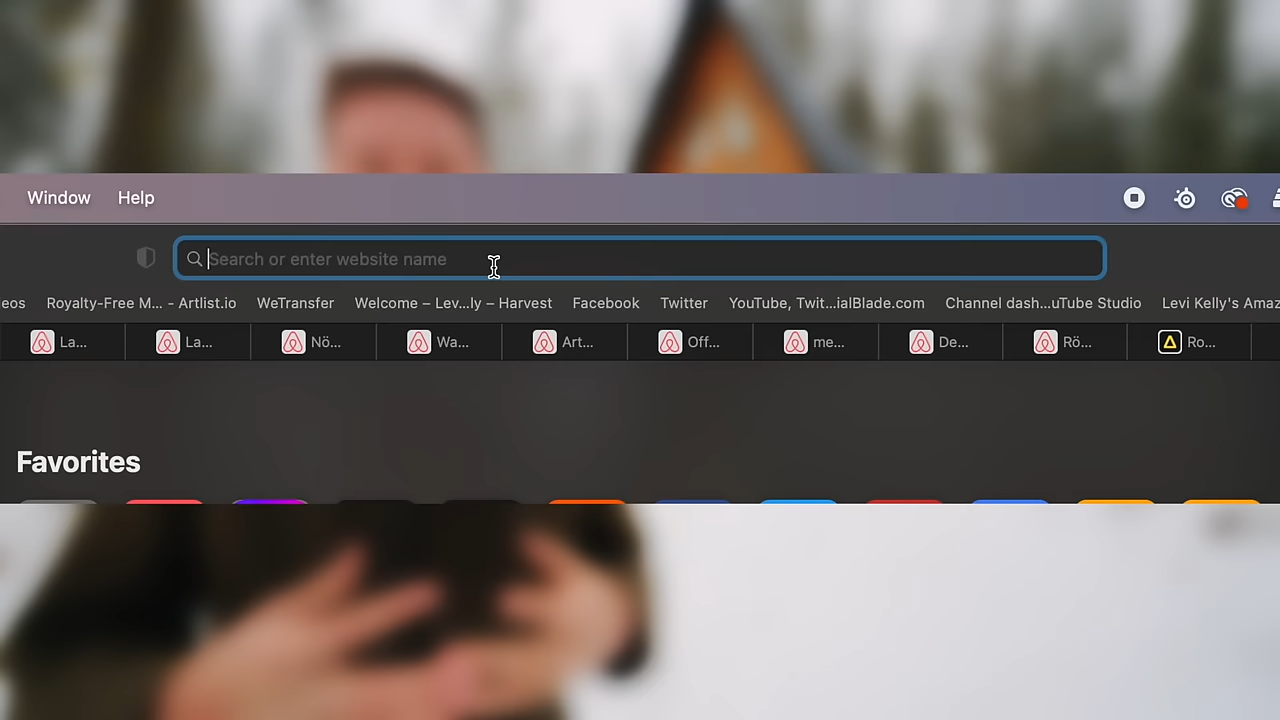 Window Help
Search or enter website name
eos Royalty-Free M... - Artlist.io WeTransfer Welcome – Lev...ly – Harvest Facebook Twitter YouTube, Twit...ialBlade.com Channel dash...uTube Studio Levi Kelly's Amaz
La... La... Nö... Wa... Art... Off... me... De... Rö... Ro...
Favorites